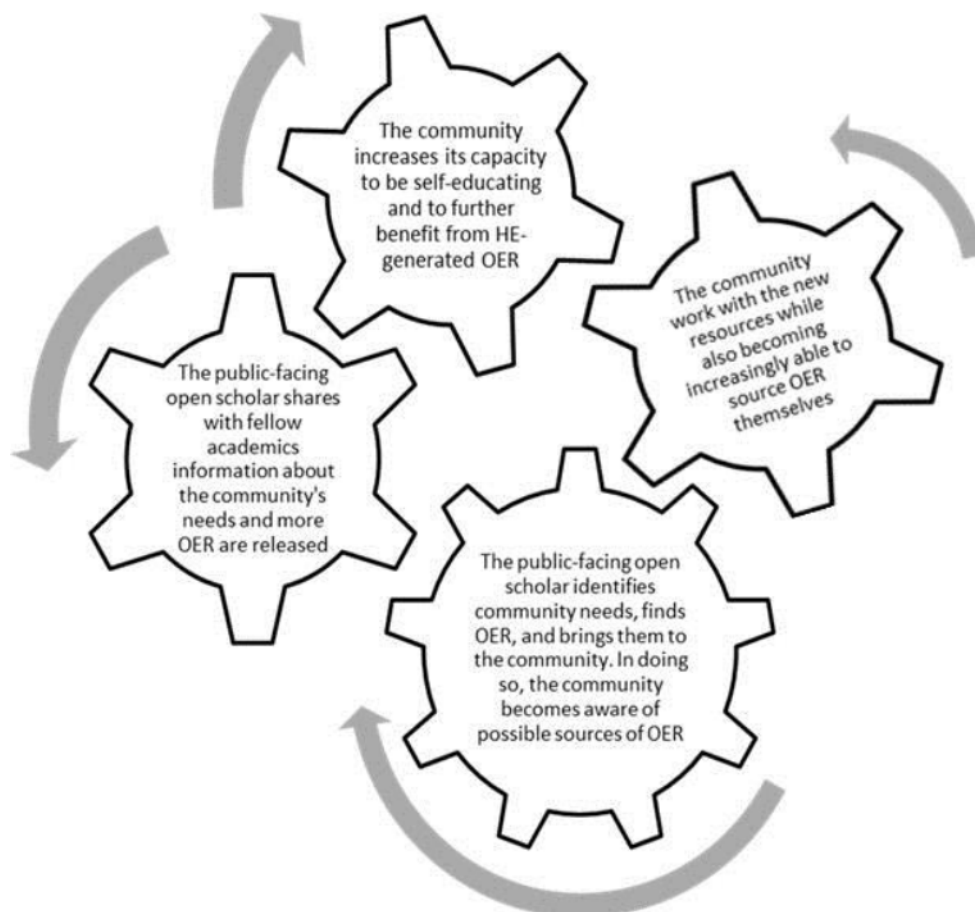 The community
increases its capacity
to be self-educating
and to further
benefit from HE-
generated OER
The community
work with the new
resources while
also becoming
increasingly able to
source OER
themselves
The public-facing
open scholar shares
with fellow
academics
information about
the community's
needs and more
OER are released
The public-facing open
scholar identifies
community needs, finds
OER, and brings them to
the community. In doing
so, the community
becomes aware of
possible sources of OER